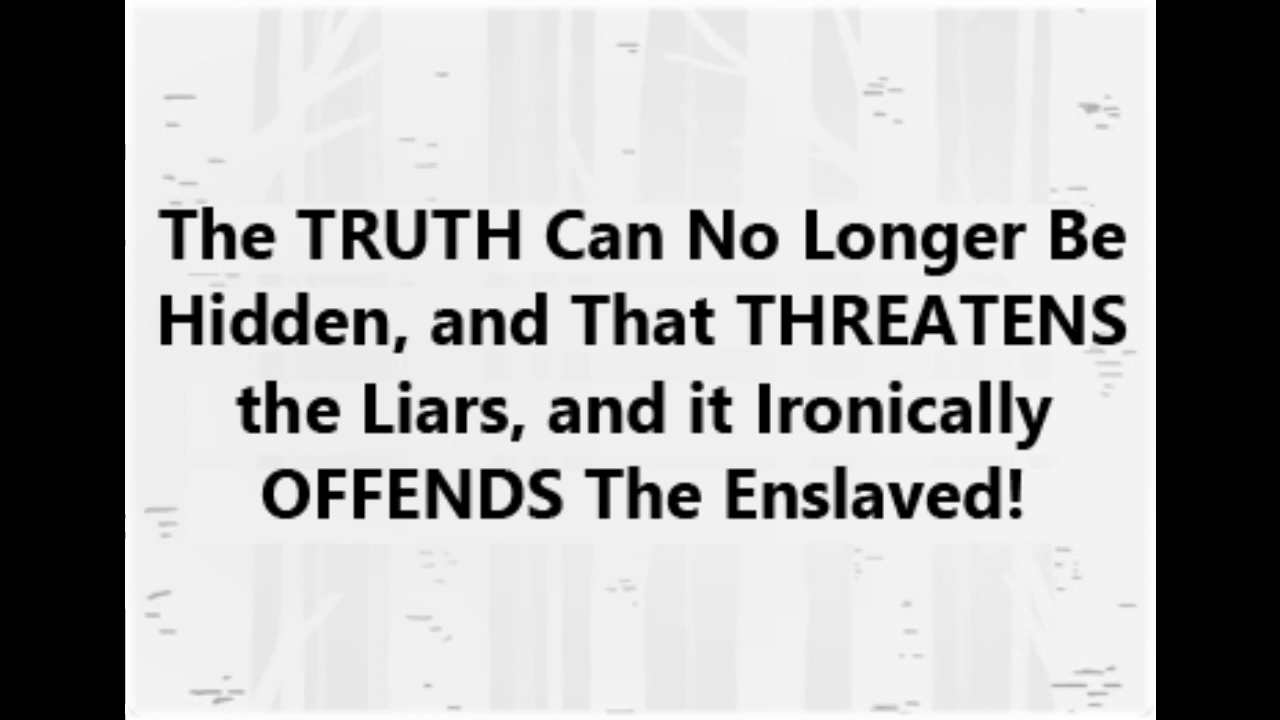 The TRUTH Can No Longer Be
Hidden, and That THREATENS
the Liars, and it Ironically
OFFENDS The Enslaved!